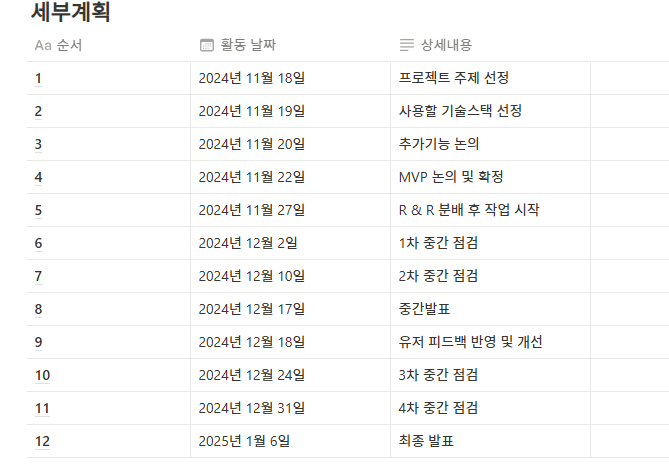 세부계획
Aa 순서 활동 날짜 상세내용
1 2024년 11월 18일 프로젝트 주제 선정
2 2024년 11월 19일 사용할 기술스택 선정
3 2024년 11월 20일 추가기능 논의
4 2024년 11월 22일 MVP 논의 및 확정
5 2024년 11월 27일 R & R 분배 후 작업 시작
6 2024년 12월 2일 1차 중간 점검
7 2024년 12월 10일 2차 중간 점검
8 2024년 12월 17일 중간발표
9 2024년 12월 18일 유저 피드백 반영 및 개선
10 2024년 12월 24일 3차 중간 점검
11 2024년 12월 31일 4차 중간 점검
12 2025년 1월 6일 최종 발표